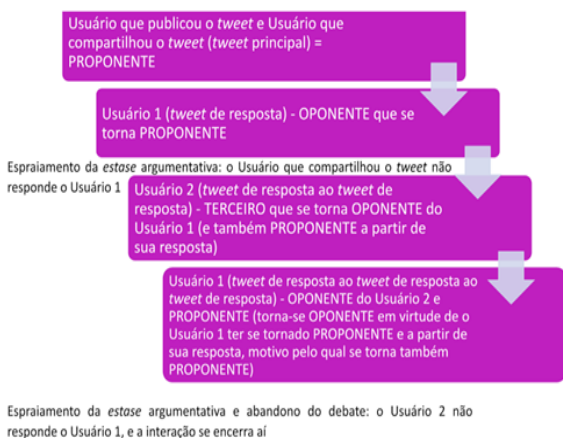 Usuário que publicou o tweet e Usuário que
compartilhou o tweet (tweet principal) =
PROPONENTE
Usuário 1 (tweet de resposta) - OPONENTE que se
torna PROPONENTE
Espraiamento da estase argumentativa: o Usuário que compartilhou o tweet não
responde o Usuário 1
Usuário 2 (tweet de resposta ao tweet de
resposta) - TERCEIRO que se torna OPONENTE do
Usuário 1 (e também PROPONENTE a partir de
sua resposta)
Usuário 1 (tweet de resposta ao tweet de resposta ao
tweet de resposta) - OPONENTE do Usuário 2 e
PROPONENTE (torna-se OPONENTE em virtude de o
Usuário 1 ter se tornado PROPONENTE e a partir de
sua resposta, motivo pelo qual se torna também
PROPONENTE)
Espraiamento da estase argumentativa e abandono do debate: o Usuário 2 não
responde o Usuário 1, e a interação se encerra aí